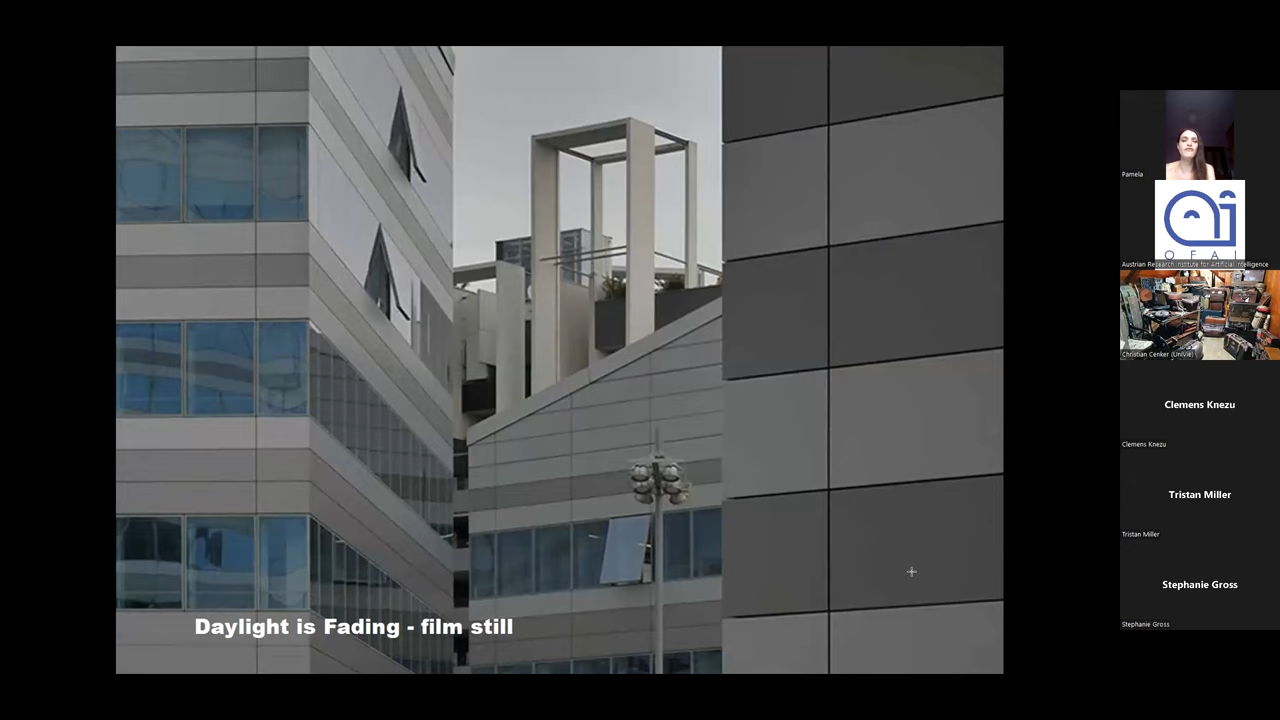 Daylight is Fading - film still
Pamela
OFAI
Austrian Research Institute for Artificial Intelligence
Christian Cenker (UniVie)
Clemens Knezu
Clemens Knezu
Tristan Miller
Tristan Miller
Stephanie Gross
Stephanie Gross